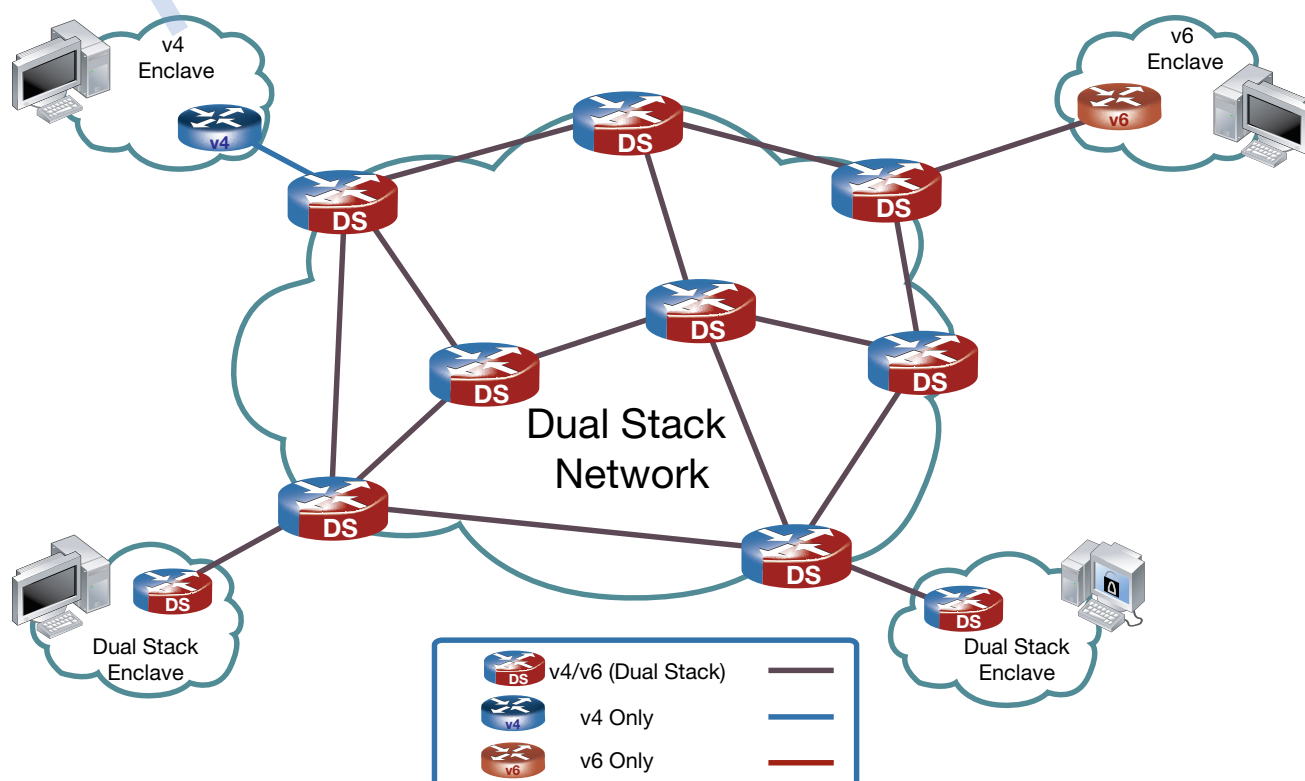 v4
Enclave
v4
v6
Enclave
v6
DS
DS
DS
DS
DS
DS
Dual Stack
Network
DS
DS
DS
Dual Stack
Enclave
DS
Dual Stack
Enclave
DS v4/v6 (Dual Stack)
v4 v4 Only
v6 v6 Only